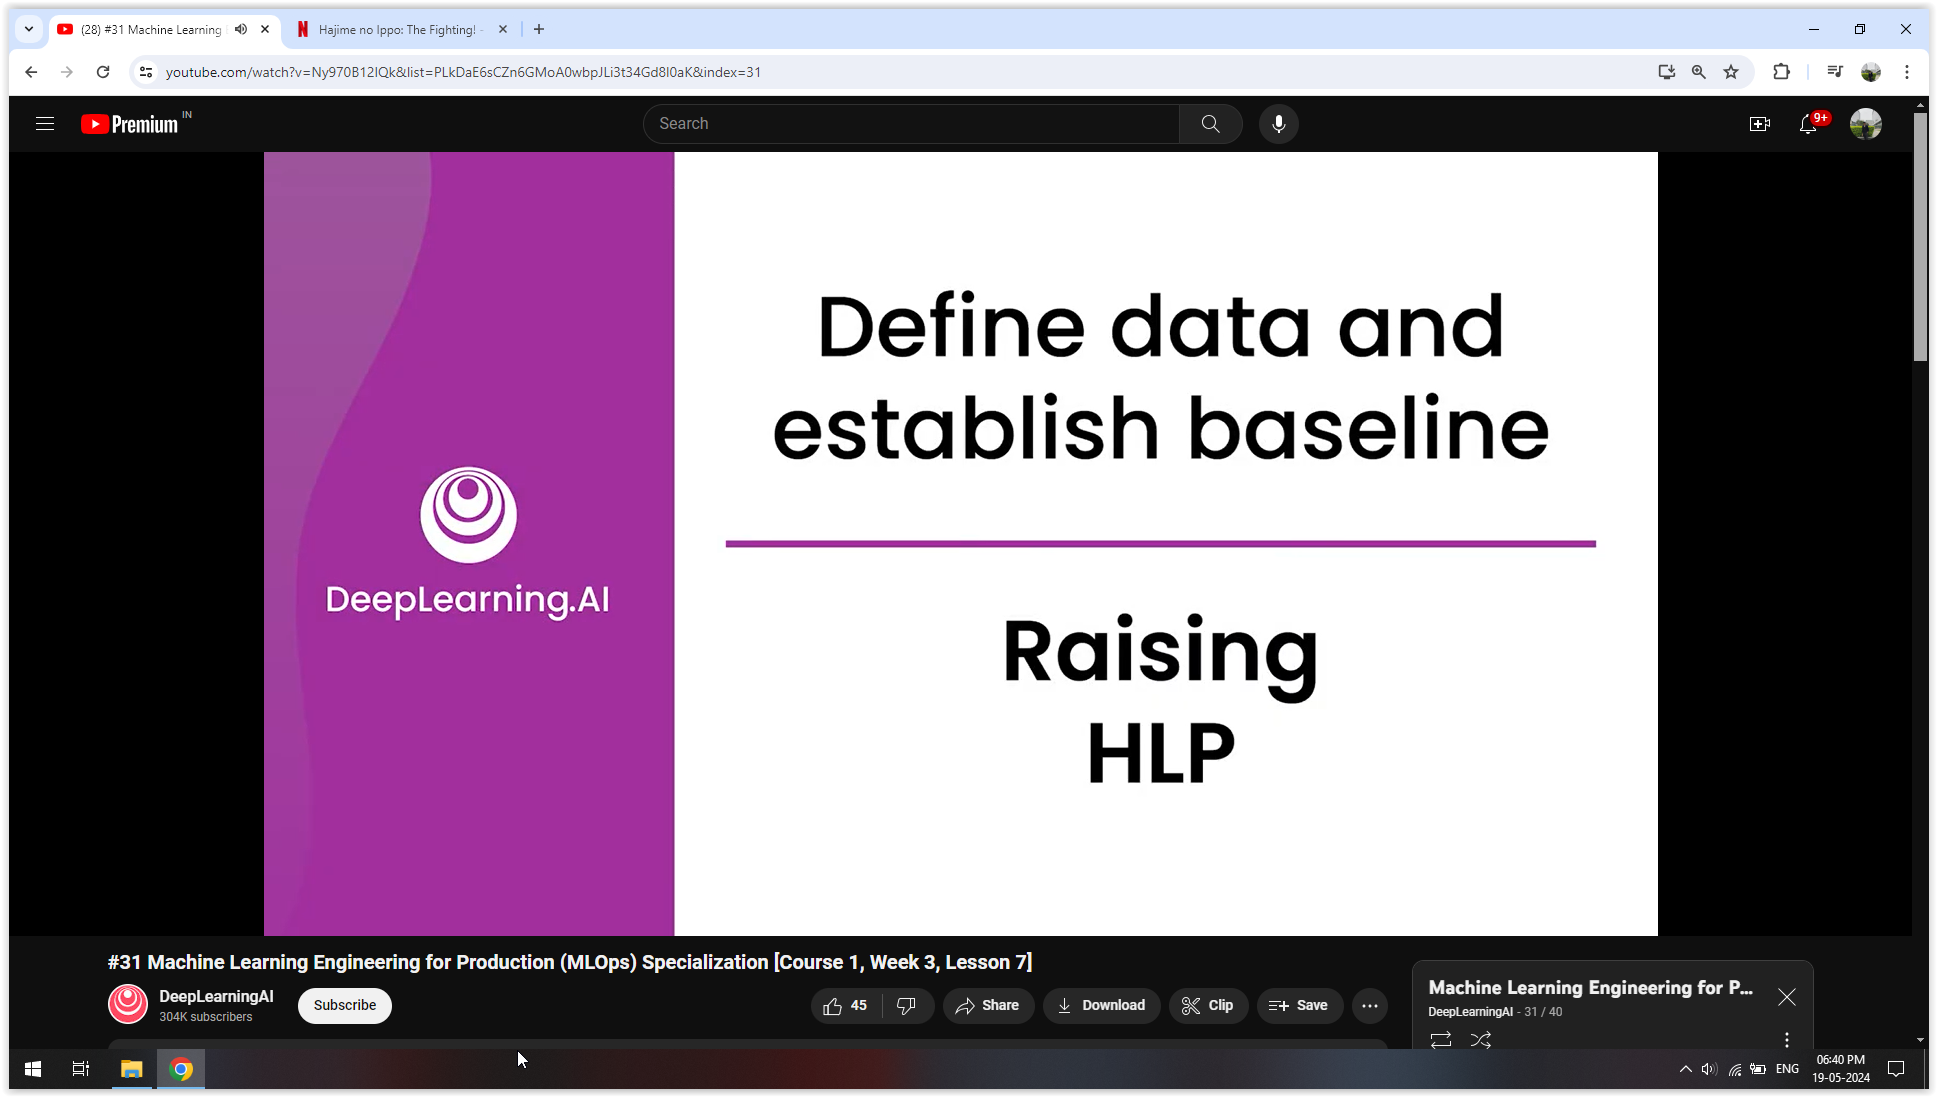 (28) #31 Machine Learning
Hajime no Ippo: The Fighting! -
youtube.com/watch?v=Ny970B12IQk&list=PLkDaE6sCZn6GMoA0wbpJLi3t34Gd8l0aK&index=31
Premium IN
Search
9+
Define data and
establish baseline
DeepLearning.AI
Raising
HLP
#31 Machine Learning Engineering for Production (MLOps) Specialization [Course 1, Week 3, Lesson 7]
DeepLearningAI
304K subscribers
Subscribe
45
Share
Download
Clip
Save
Machine Learning Engineering for P...
DeepLearningAI - 31 / 40
ENG
06:40 PM
19-05-2024